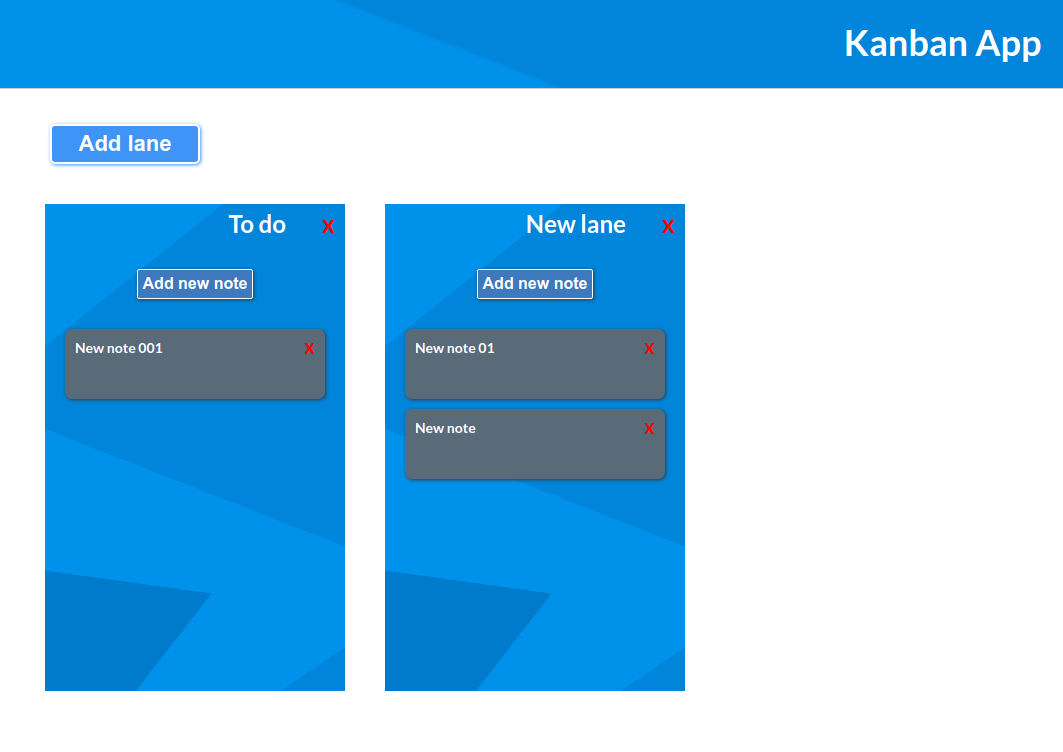 Kanban App
Add lane
To do X
Add new note
New note 001 X
New lane X
Add new note
New note 01 X
New note X